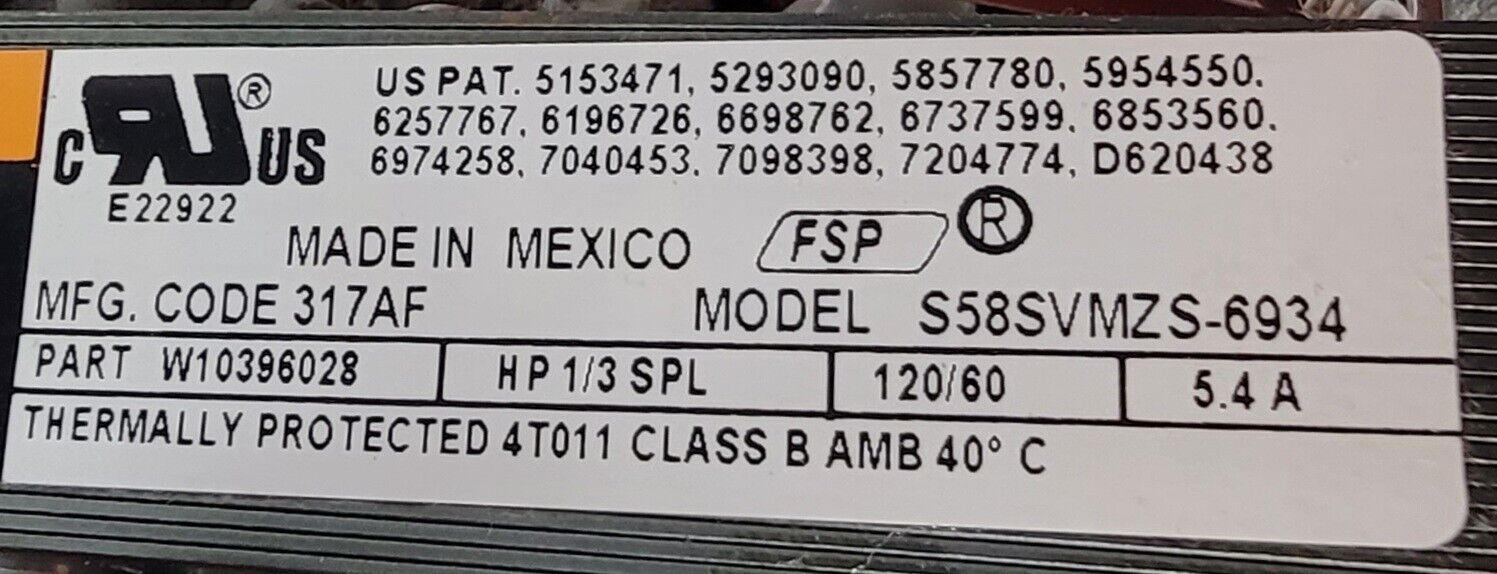 US PAT. 5153471, 5293090, 5857780, 5954550.
6257767, 6196726, 6698762, 6737599. 6853560.
6974258, 7040453, 7098398, 7204774, D620438
C RU ® US
E22922
MADE IN MEXICO FSP ®
MFG. CODE 317AF MODEL S58SVMZS-6934
PART W10396028 HP 1/3 SPL 120/60 5.4 A
THERMALLY PROTECTED 4T011 CLASS B AMB 40° C